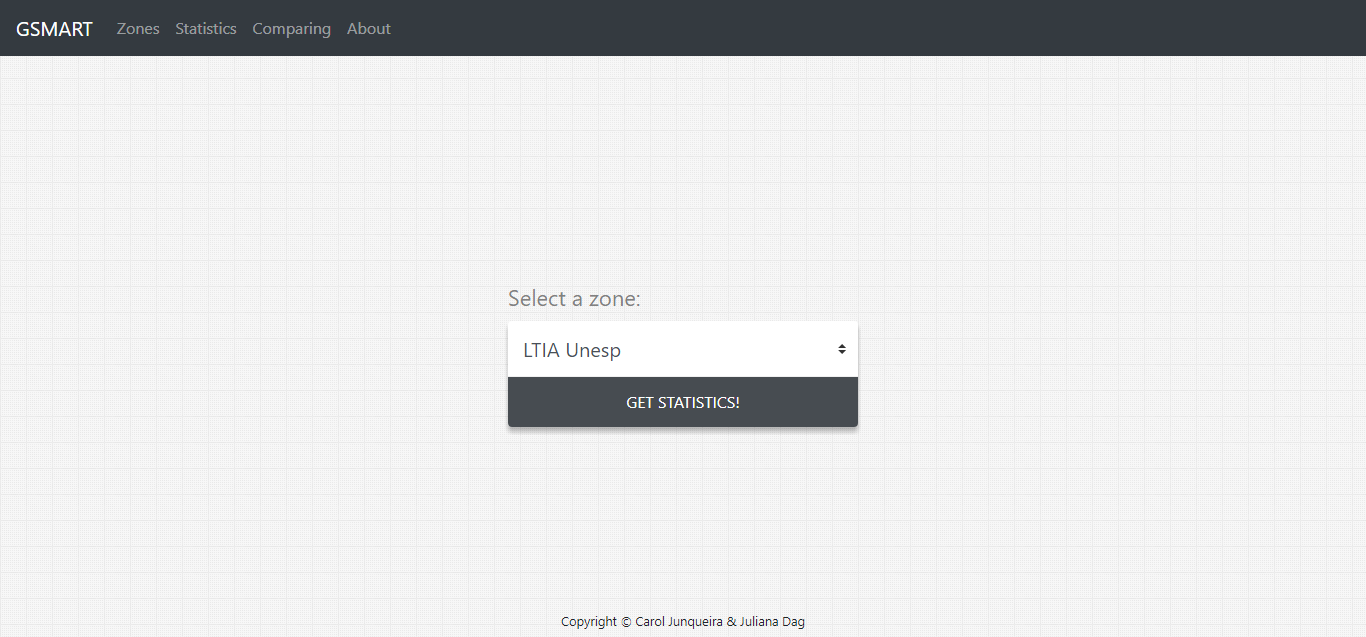 GSMART Zones Statistics Comparing About
Select a zone:
LTIA Unesp
GET STATISTICS!
Copyright © Carol Junqueira & Juliana Dag